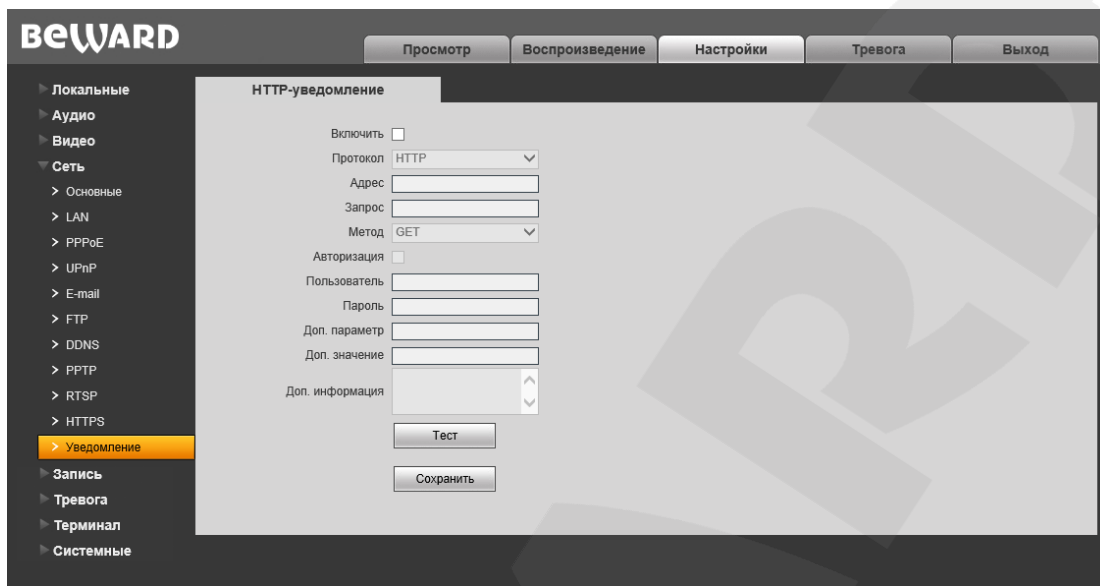 BEWARD
Просмотр
Воспроизведение
Настройки
Тревога
Выход
Локальные
Аудио
Видео
Сеть
Основные
LAN
PPPoE
UPnP
E-mail
FTP
DDNS
PPTP
RTSP
HTTPS
Уведомление
Запись
Тревога
Терминал
Системные
HTTP-уведомление
Включить
Протокол HTTP
Адрес
Запрос
Метод GET
Авторизация
Пользователь
Пароль
Доп. параметр
Доп. значение
Доп. информация
Тест
Сохранить